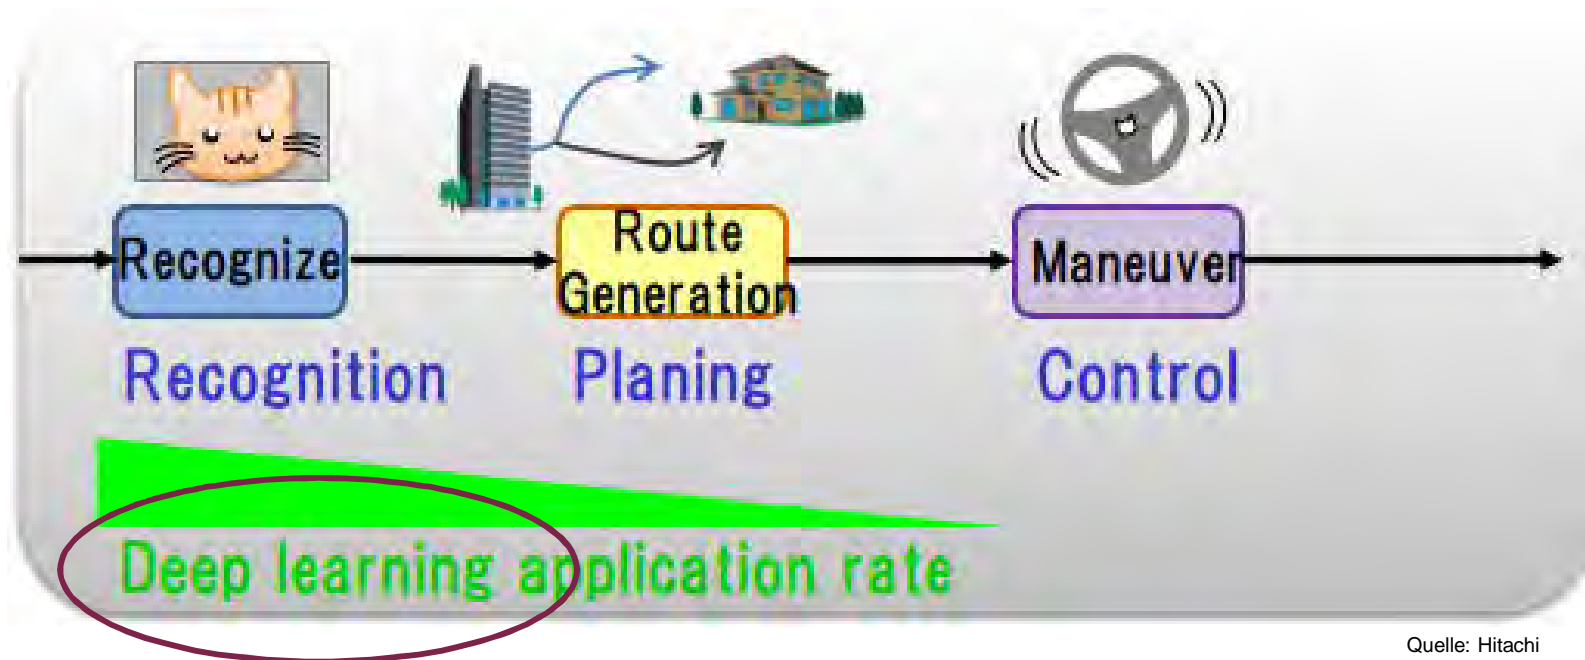 Recognize
Route
Generation
Maneuver
Recognition
Planing
Control
Deep learning application rate
Quelle: Hitachi